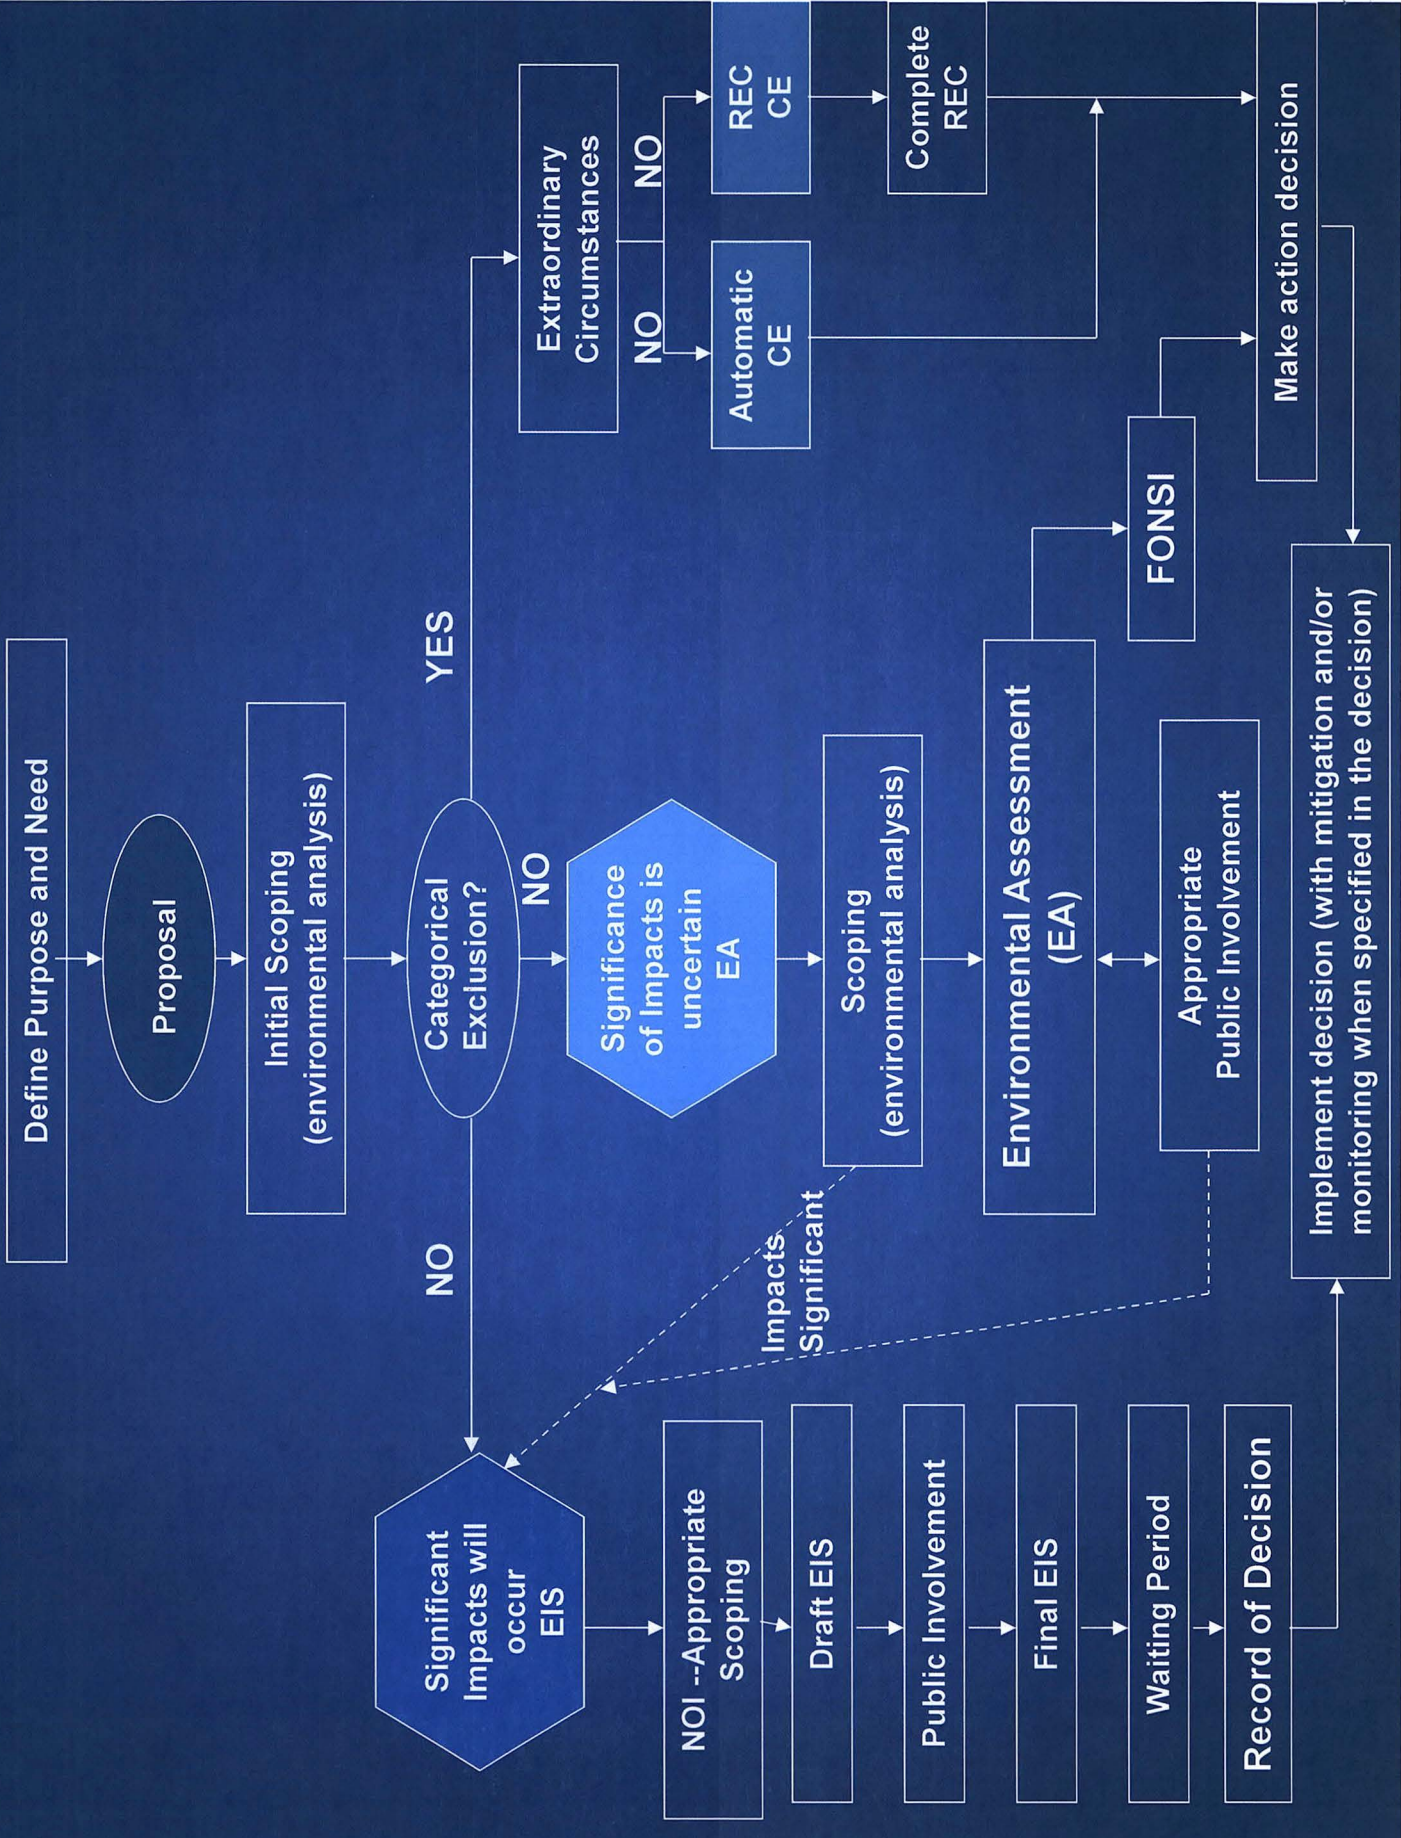 Define Purpose and Need
Proposal
Initial Scoping
(environmental analysis)
Categorical
Exclusion?
NO
YES
NO
Significant
Impacts will
occur
EIS
Significance
of Impacts is
uncertain
EA
Extraordinary
Circumstances
NO
NO
Automatic
CE
REC
CE
Complete
REC
NOI --Appropriate
Scoping
Draft EIS
Public Involvement
Final EIS
Waiting Period
Record of Decision
Impacts
Significant
Scoping
(environmental analysis)
Environmental Assessment
(EA)
Appropriate
Public Involvement
FONSI
Make action decision
Implement decision (with mitigation and/or
monitoring when specified in the decision)